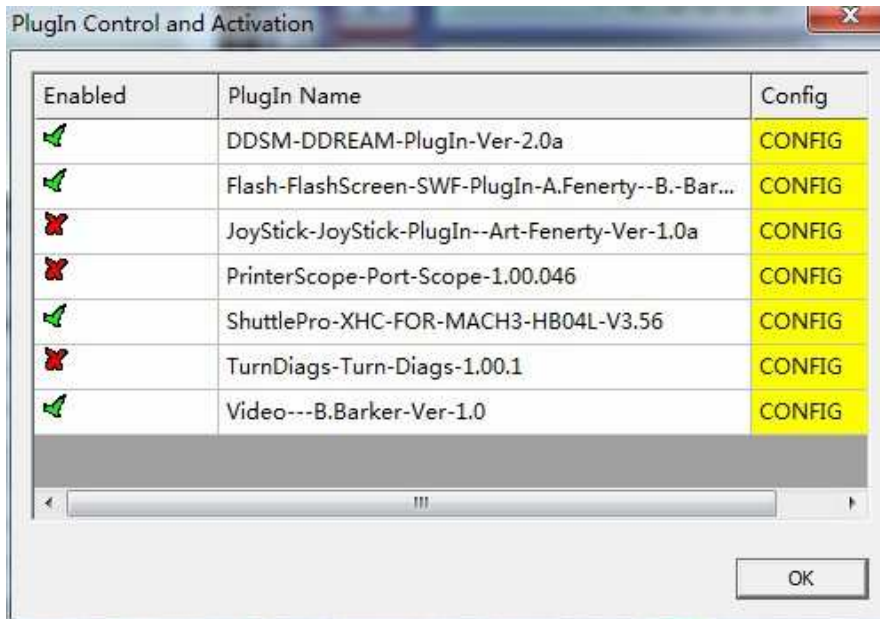 PlugIn Control and Activation
Enabled PlugIn Name Config
DDSM-DDREAM-PlugIn-Ver-2.0a CONFIG
Flash-FlashScreen-SWF-PlugIn-A.Fenerty--B.-Bar... CONFIG
JoyStick-JoyStick-PlugIn--Art-Fenerty-Ver-1.0a CONFIG
PrinterScope-Port-Scope-1.00.046 CONFIG
ShuttlePro-XHC-FOR-MACH3-HB04L-V3.56 CONFIG
TurnDiags-Turn-Diags-1.00.1 CONFIG
Video---B.Barker-Ver-1.0 CONFIG
OK